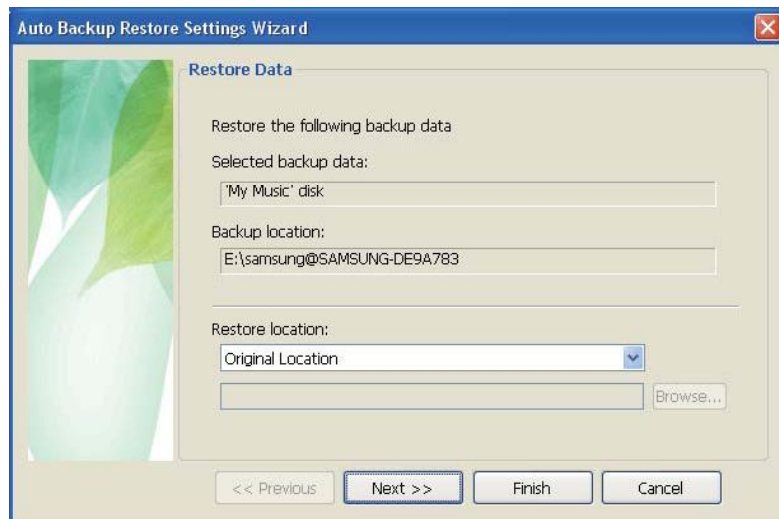 Auto Backup Restore Settings Wizard
Restore Data
Restore the following backup data
Selected backup data:
'My Music' disk
Backup location:
E:\samsung@SAMSUNG-DE9A783
Restore location:
Original Location
Browse...
<< Previous Next >> Finish Cancel